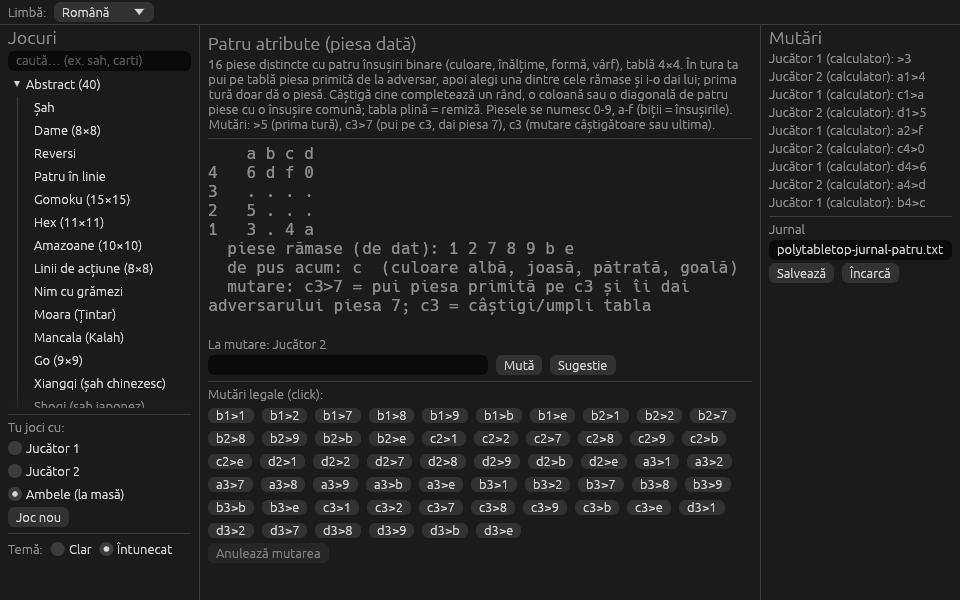 Limbă: Română
Jocuri
caută... (ex. sah, carti)
Abstract (40)
Șah
Dame (8×8)
Reversi
Patru în linie
Gomoku (15×15)
Hex (11×11)
Amazoane (10×10)
Linii de acțiune (8×8)
Nim cu grămezi
Moara (Țintar)
Mancala (Kalah)
Go (9×9)
Xiangqi (șah chinezesc)
Shogi (șah japonez)
Tu joci cu:
Jucător 1
Jucător 2
Ambele (la masă)
Joc nou
Temă: Clar Întunecat
Patru atribute (piesa dată)
16 piese distincte cu patru însușiri binare (culoare, înălțime, formă, vârf), tablă 4×4. În tura ta
pui pe tablă piesa primită de la adversar, apoi alegi una dintre cele rămase și i-o dai lui; prima
tură doar dă o piesă. Câștigă cine completează un rând, o coloană sau o diagonală de patru
piese cu o însușire comună; tabla plină = remiză. Piesele se numesc 0-9, a-f (biții = însușirile).
Mutări: >5 (prima tură), c3>7 (pui pe c3, dai piesa 7), c3 (mutare câștigătoare sau ultima).
a b c d
4 6 d f 0
3 . . . .
2 5 . . .
1 3 . 4 a
piese rămase (de dat): 1 2 7 8 9 b e
de pus acum: c (culoare albă, joasă, pătrată, goală)
mutare: c3>7 = pui piesa primită pe c3 și îi dai
adversarului piesa 7; c3 = câștigi/umpli tabla
La mutare: Jucător 2
Mută Sugestie
Mutări legale (click):
b1>1 b1>2 b1>7 b1>8 b1>9 b1>b b1>e b2>1 b2>2 b2>7
b2>8 b2>9 b2>b b2>e c2>1 c2>2 c2>7 c2>8 c2>9 c2>b
c2>e d2>1 d2>2 d2>7 d2>8 d2>9 d2>b d2>e a3>1 a3>2
a3>7 a3>8 a3>9 a3>b a3>e b3>1 b3>2 b3>7 b3>8 b3>9
b3>b b3>e c3>1 c3>2 c3>7 c3>8 c3>9 c3>b c3>e d3>1
d3>2 d3>7 d3>8 d3>9 d3>b d3>e
Anulează mutarea
Mutări
Jucător 1 (calculator): >3
Jucător 2 (calculator): a1>4
Jucător 1 (calculator): c1>a
Jucător 2 (calculator): d1>5
Jucător 1 (calculator): a2>f
Jucător 2 (calculator): c4>0
Jucător 1 (calculator): d4>6
Jucător 2 (calculator): a4>d
Jucător 1 (calculator): b4>c
Jurnal
polytabletop-jurnal-patru.txt
Salvează Încarcă